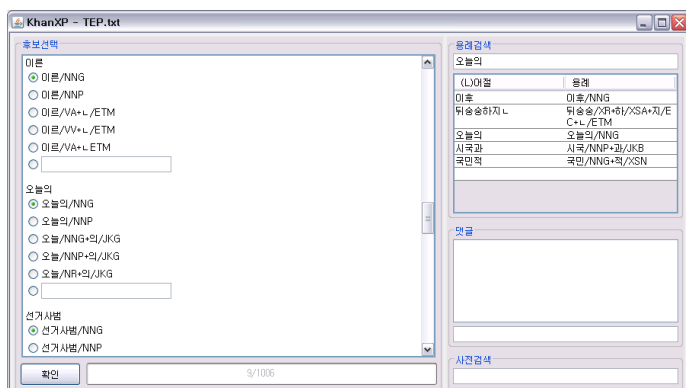 KhanXP - TEP.txt
후보선택
이른
이른/NNG
이른/NNP
이르/VA+ㄴ/ETM
이르/VV+ㄴ/ETM
이르/VA+ㄴ ETM
오늘의
오늘의/NNG
오늘의/NNP
오늘/NNG+의/JKG
오늘/NNP+의/JKG
오늘/NR+의/JKG
선거사범
선거사범/NNG
선거사범/NNP
확인
9/1006
용례검색
오늘의
(L)어절 용례
이후 이후/NNG
뒤숭숭하지ㄴ 뒤숭숭/XR+하/XSA+지/E
C+ㄴ/ETM
오늘의 오늘의/NNG
시국과 시국/NNP+과/JKB
국민적 국민/NNG+적/XSN
댓글
사전검색